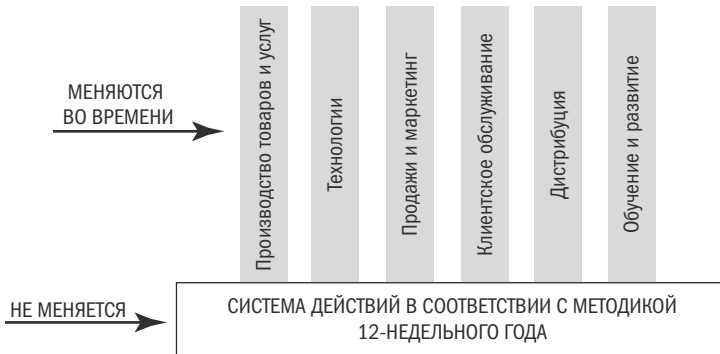 МЕНЯЮТСЯ
ВО ВРЕМЕНИ
Производство товаров и услуг
Технологии
Продажи и маркетинг
Клиентское обслуживание
Дистрибуция
Обучение и развитие
НЕ МЕНЯЕТСЯ
СИСТЕМА ДЕЙСТВИЙ В СООТВЕТСТВИИ С МЕТОДИКОЙ
12-НЕДЕЛЬНОГО ГОДА